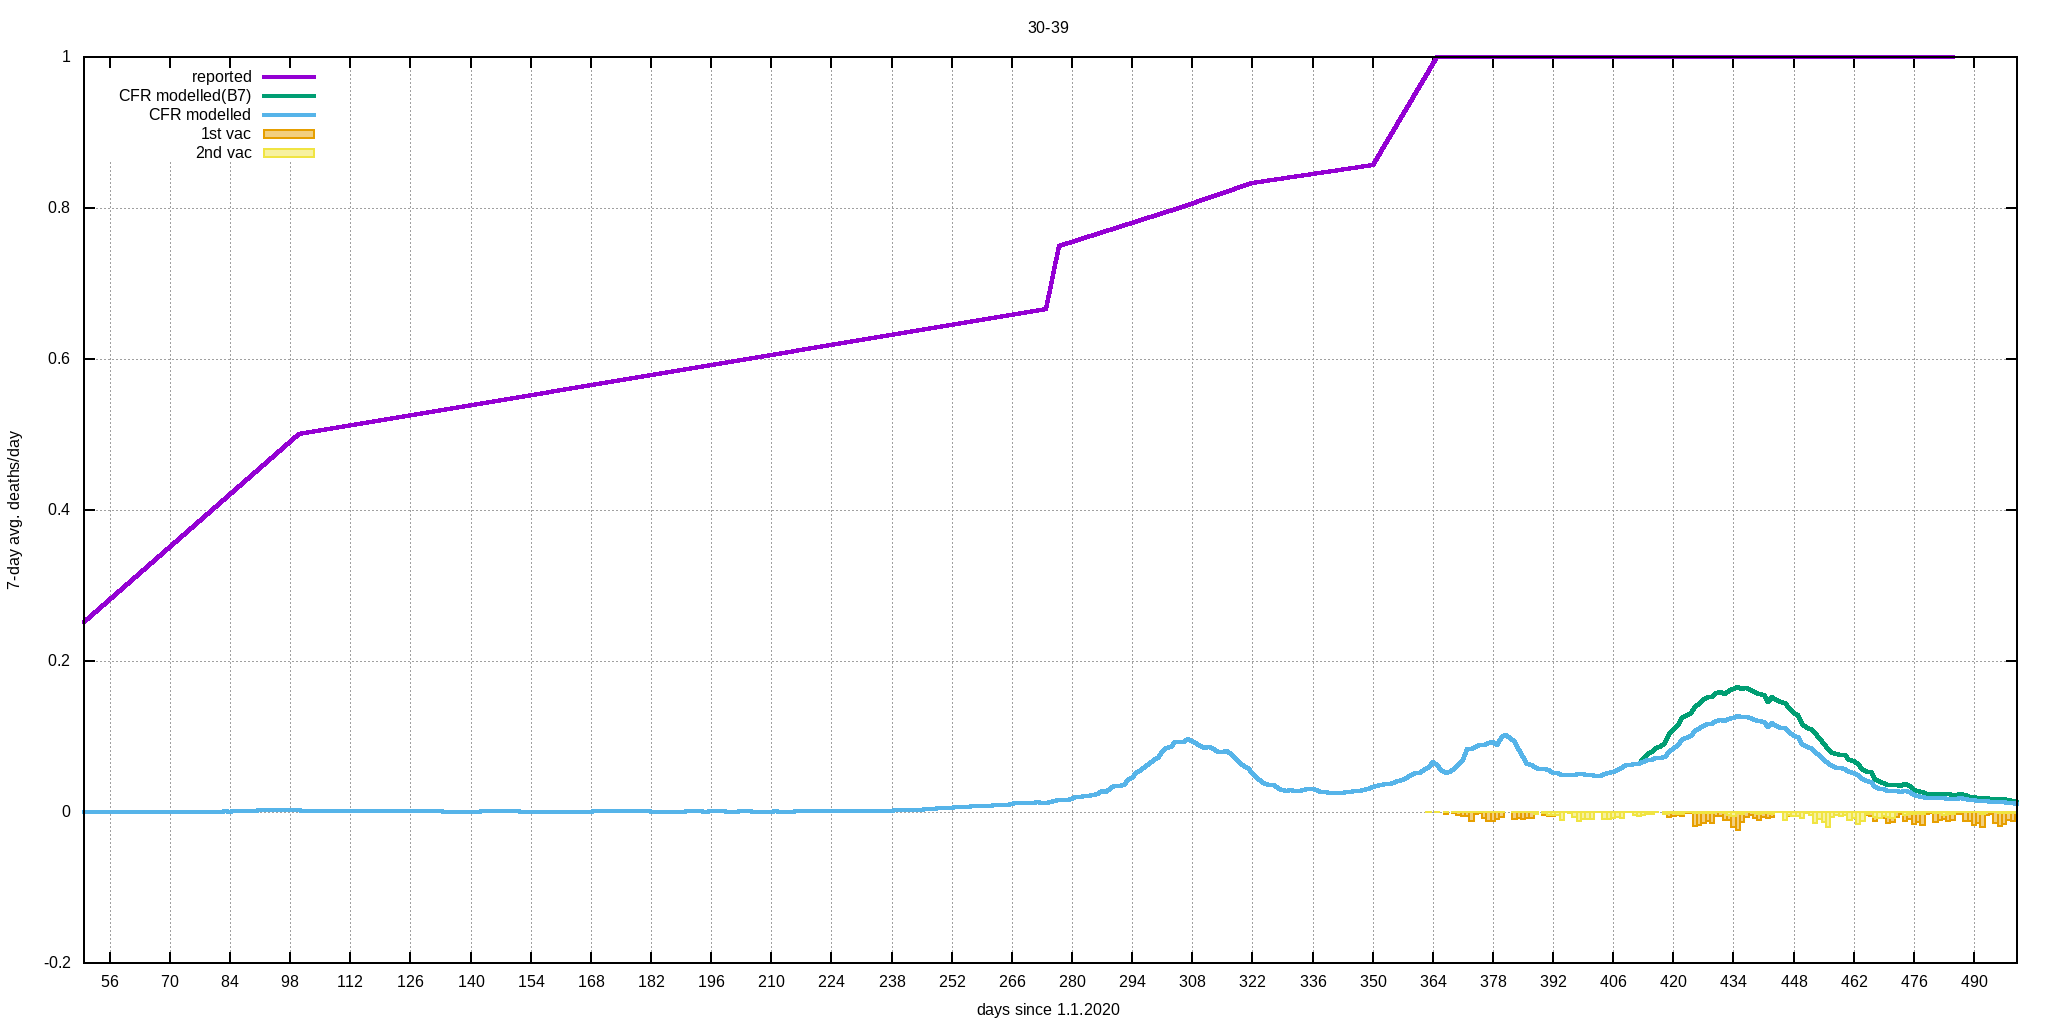 30-39
reported
CFR modelled(B7)
CFR modelled
1st vac
2nd vac
1
0.8
0.6
0.4
0.2
0
-0.2
7-day avg. deaths/day
56 70 84 98 112 126 140 154 168 182 196 210 224 238 252 266 280 294 308 322 336 350 364 378 392 406 420 434 448 462 476 490
days since 1.1.2020